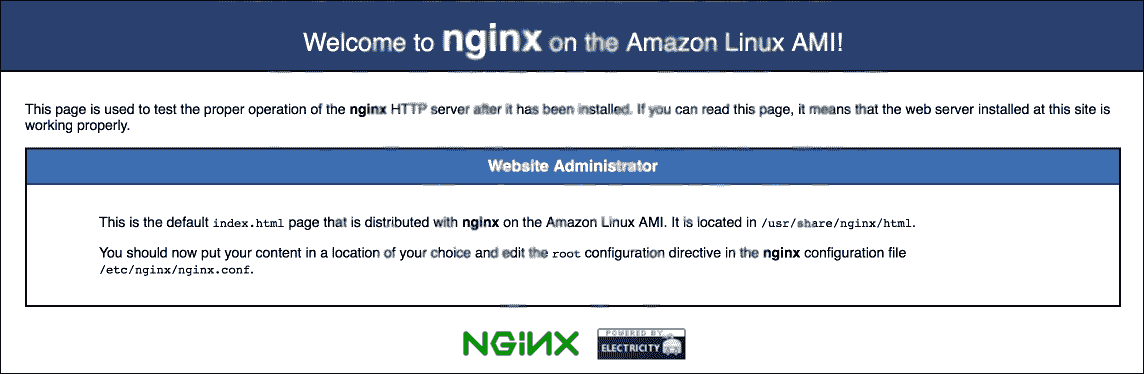 Welcome to nginx on the Amazon Linux AMI!
This page is used to test the proper operation of the nginx HTTP server after it has been installed. If you can read this page, it means that the web server installed at this site is
working properly.
Website Administrator
This is the default index.html page that is distributed with nginx on the Amazon Linux AMI. It is located in /usr/share/nginx/html.
You should now put your content in a location of your choice and edit the root configuration directive in the nginx configuration file
/etc/nginx/nginx.conf.
NGiNX
POWERED BY
ELECTRICITY